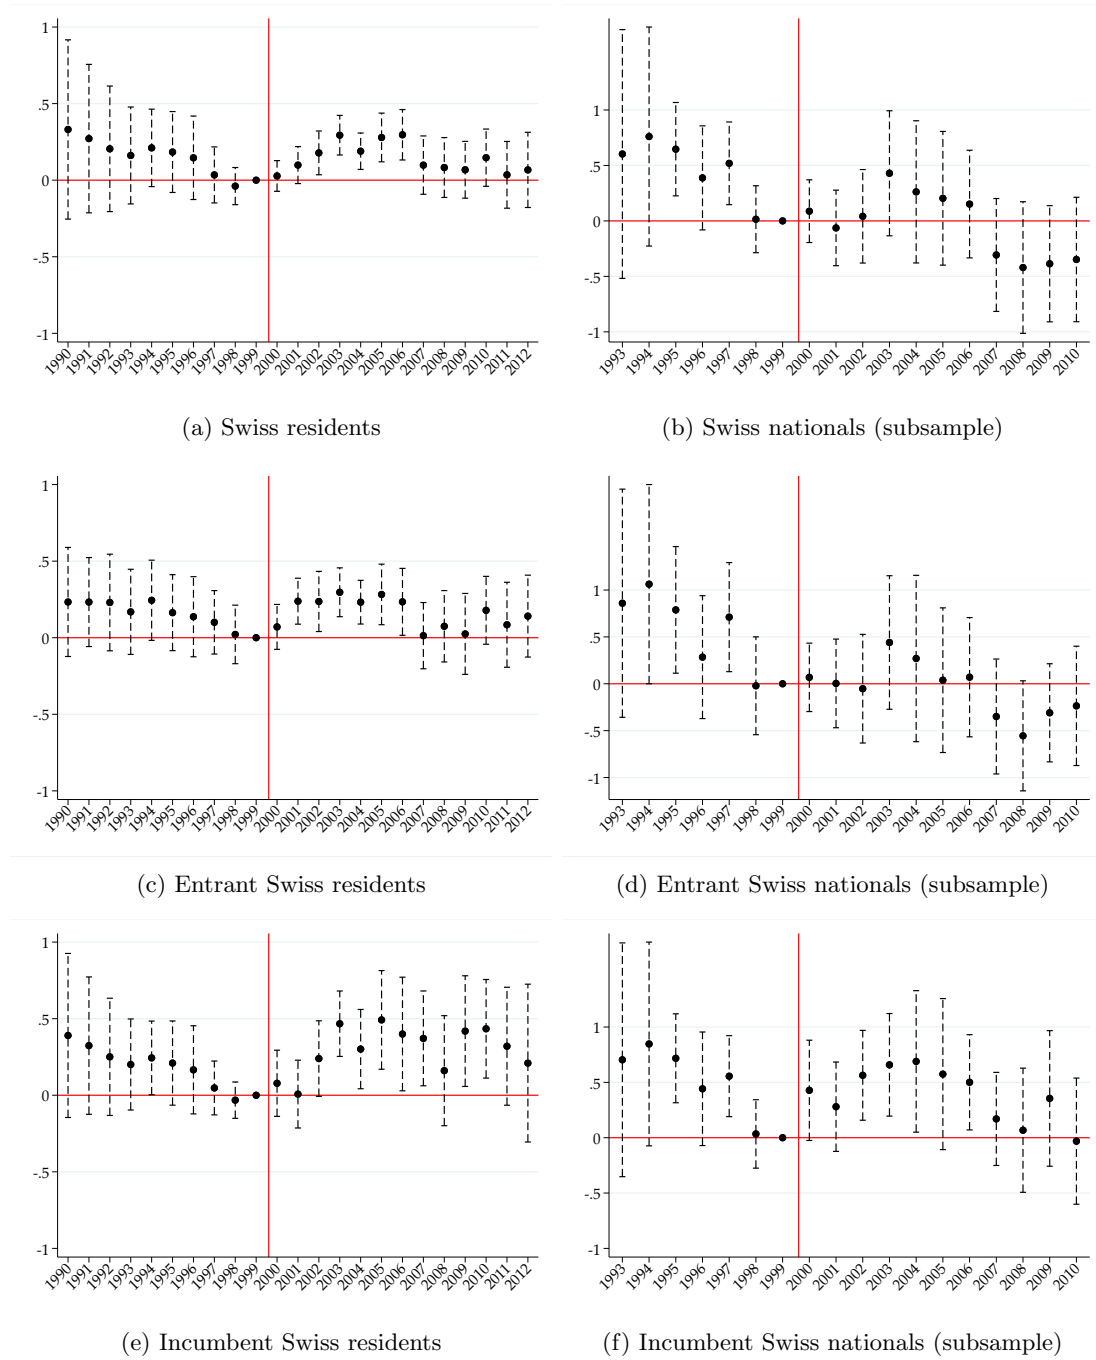 1
.5
0
-.5
-1
1990 1991 1992 1993 1994 1995 1996 1997 1998 1999 2000 2001 2002 2003 2004 2005 2006 2007 2008 2009 2010 2011 2012
(a) Swiss residents
1
.5
0
-.5
-1
1993 1994 1995 1996 1997 1998 1999 2000 2001 2002 2003 2004 2005 2006 2007 2008 2009 2010
(b) Swiss nationals (subsample)
1
.5
0
-.5
-1
1990 1991 1992 1993 1994 1995 1996 1997 1998 1999 2000 2001 2002 2003 2004 2005 2006 2007 2008 2009 2010 2011 2012
(c) Entrant Swiss residents
1
.5
0
-.5
-1
1993 1994 1995 1996 1997 1998 1999 2000 2001 2002 2003 2004 2005 2006 2007 2008 2009 2010
(d) Entrant Swiss nationals (subsample)
1
.5
0
-.5
-1
1990 1991 1992 1993 1994 1995 1996 1997 1998 1999 2000 2001 2002 2003 2004 2005 2006 2007 2008 2009 2010 2011 2012
(e) Incumbent Swiss residents
1
.5
0
-.5
-1
1993 1994 1995 1996 1997 1998 1999 2000 2001 2002 2003 2004 2005 2006 2007 2008 2009 2010
(f) Incumbent Swiss nationals (subsample)